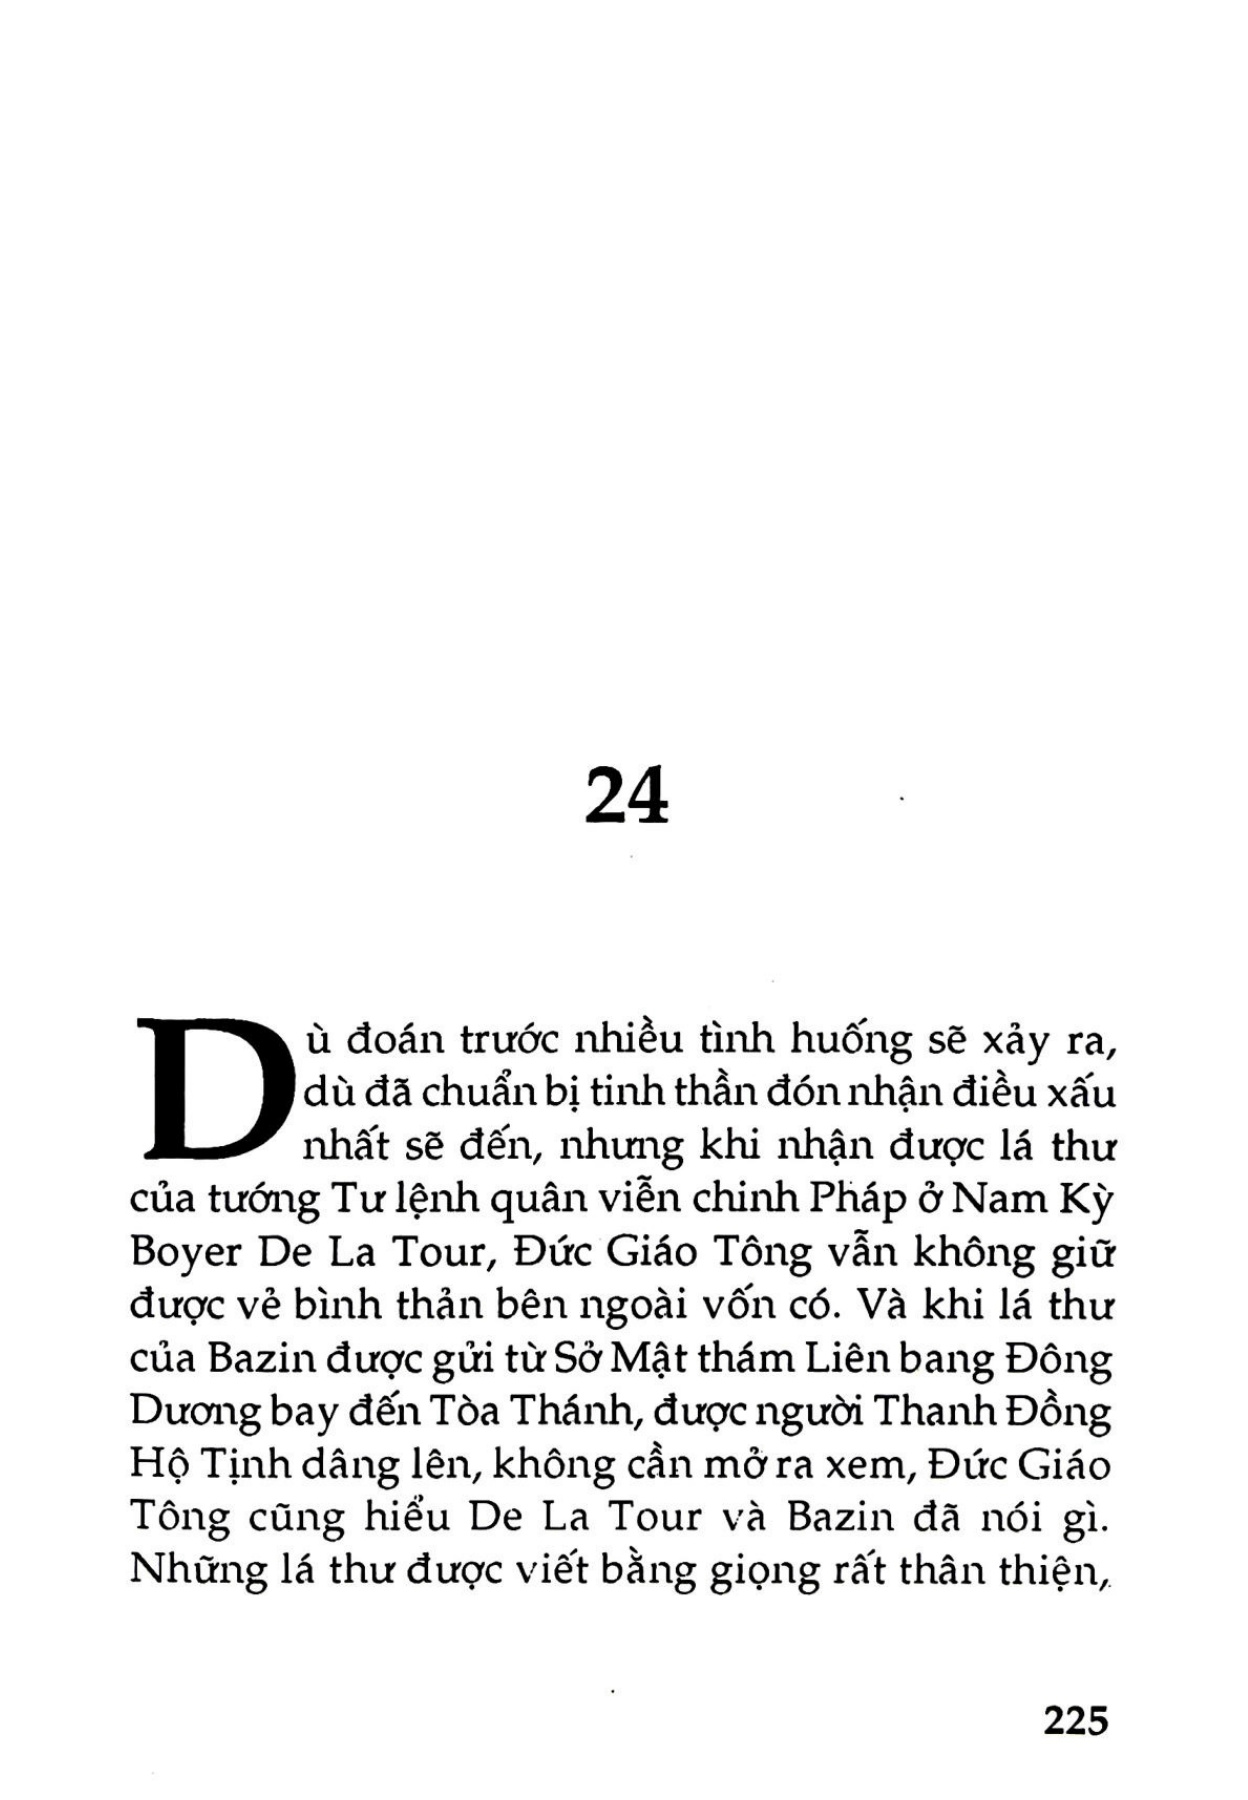 24
Dù đoán trước nhiều tình huống sẽ xảy ra,
dù đã chuẩn bị tinh thần đón nhận điều xấu
nhất sẽ đến, nhưng khi nhận được lá thư
của tướng Tư lệnh quân viễn chinh Pháp ở Nam Kỳ
Boyer De La Tour, Đức Giáo Tông vẫn không giữ
được vẻ bình thản bên ngoài vốn có. Và khi lá thư
của Bazin được gửi từ Sở Mật thám Liên bang Đông
Dương bay đến Tòa Thánh, được người Thanh Đồng
Hộ Tịnh dâng lên, không cần mở ra xem, Đức Giáo
Tông cũng hiểu De La Tour và Bazin đã nói gì.
Những lá thư được viết bằng giọng rất thân thiện,
225